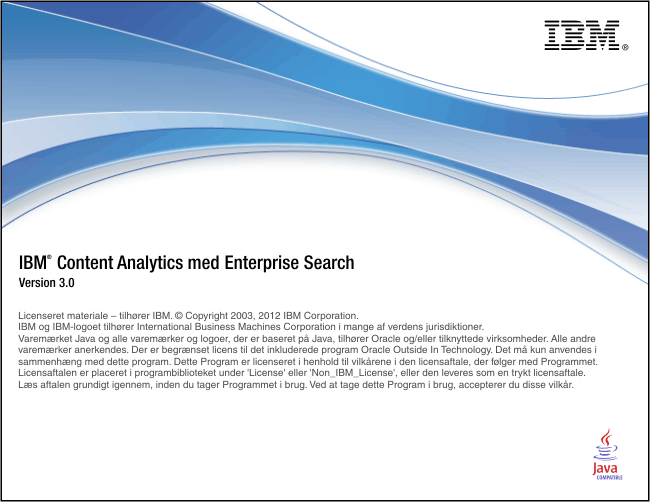 IBM®
IBM® Content Analytics med Enterprise Search
Version 3.0
Licenseret materiale – tilhører IBM. © Copyright 2003, 2012 IBM Corporation.
IBM og IBM-logoet tilhører International Business Machines Corporation i mange af verdens jurisdiktioner.
Varemærket Java og alle varemærker og logoer, der er baseret på Java, tilhører Oracle og/eller tilknyttede virksomheder. Alle andre
varemærker anerkendes. Der er begrænset licens til det inkluderede program Oracle Outside In Technology. Det må kun anvendes i
sammenhæng med dette program. Dette Program er licenseret i henhold til vilkårene i den licensaftale, der følger med Programmet.
Licensaftalen er placeret i programbiblioteket under 'License' eller 'Non_IBM_License', eller den leveres som en trykt licensaftale.
Læs aftalen grundigt igennem, inden du tager Programmet i brug. Ved at tage dette Program i brug, accepterer du disse vilkår.
Java
COMPATIBLE